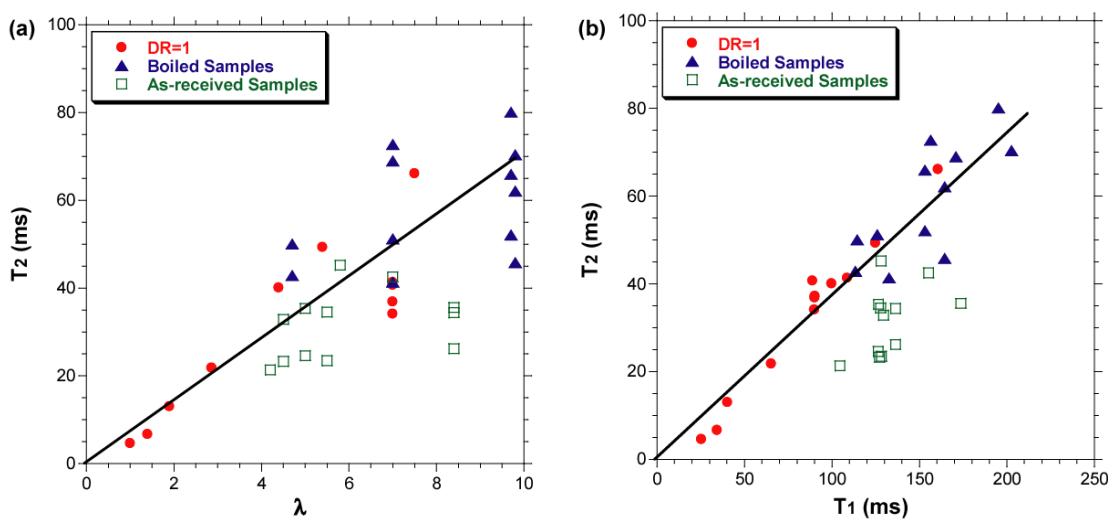 (a)
100
80
60
40
20
0
T2 (ms)
DR=1
Boiled Samples
As-received Samples
0 2 4 6 8 10
λ
(b)
100
80
60
40
20
0
T2 (ms)
DR=1
Boiled Samples
As-received Samples
0 50 100 150 200 250
T1 (ms)